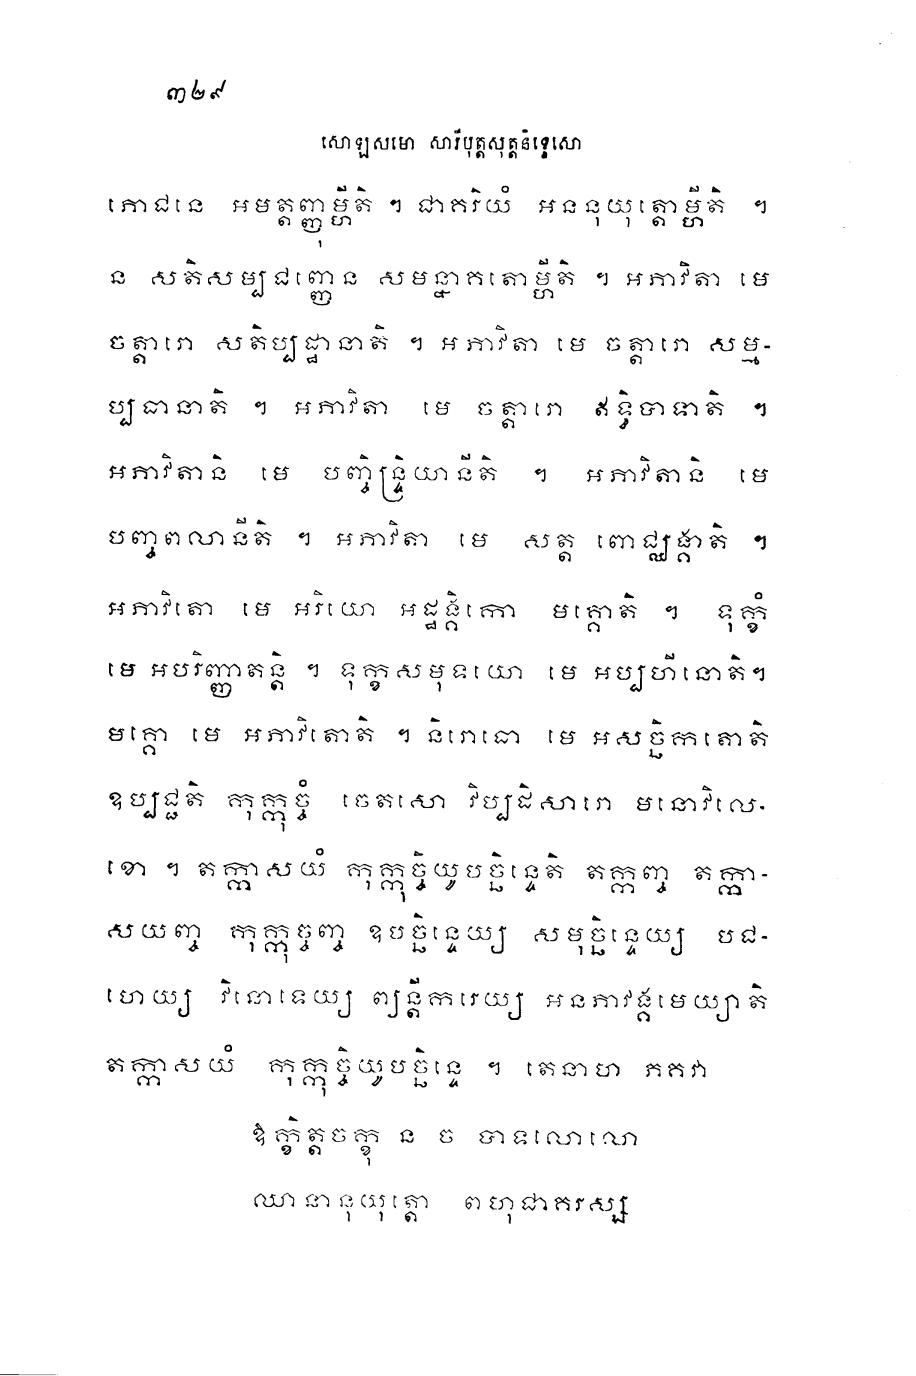 ៣២៩
សោឡសមោ សារីបុត្តសុត្តនិទ្ទេសោ
ភោជនេ អមត្តញ្ញុម្ហីតិ ។ ជាគរិយំ អននុយុត្តោម្ហីតិ ។
ន សតិសម្បជញ្ញេន សមន្នាគតោម្ហីតិ ។ អភាវិតា មេ
ចត្តារោ សតិប្បដ្ឋានាតិ ។ អភាវិតា មេ ចត្តារោ សម្ម-
ប្បធានាតិ ។ អភាវិតា មេ ចត្តារោ ឥទ្ធិបាទាតិ ។
អភាវិតានិ មេ បញ្ចិន្ទ្រិយានីតិ ។ អភាវិតានិ មេ
បញ្ចពលានីតិ ។ អភាវិតា មេ សត្ត ពោជ្ឈង្គាតិ ។
អភាវិតោ មេ អរិយោ អដ្ឋង្គិកោ មគ្គោតិ ។ ទុក្ខំ
មេ អបរិញ្ញាតន្តិ ។ ទុក្ខសមុទយោ មេ អប្បហីនោតិ។
មគ្គោ មេ អភាវិតោតិ ។ និរោធោ មេ អសច្ឆិកតោតិ
ឧប្បជ្ជតិ កុក្កុច្ចំ ចេតសោ វិប្បដិសារោ មនោវិលេ-
ខោ ។ តក្កាសយំ កុក្កុច្ចិយូបច្ឆិន្ទេតិ តក្កញ្ច តក្កា-
សយញ្ច កុក្កុច្ចញ្ច ឧបច្ឆិន្ទេយ្យ សមុច្ឆិន្ទេយ្យ បជ-
ហេយ្យ វិនោទេយ្យ ព្យន្តីករេយ្យ អនភាវង្គមេយ្យាតិ
តក្កាសយំ កុក្កុច្ចិយូបច្ឆិន្ទេ ។ តេនាហ ភគវា
ឱក្ខិត្តចក្ខុ ន ច បាទលោលោ
ឈានានុយុត្តោ ពហុជាគរស្ស